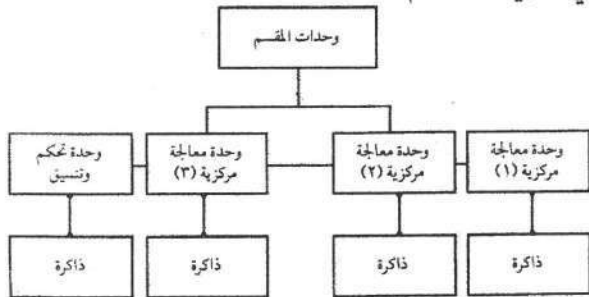 وحدات المقسم
وحدة معالجة
مركزية (١)
وحدة معالجة
مركزية (٢)
وحدة معالجة
مركزية (٣)
وحدة تحكم
وتنسيق
ذاكرة
ذاكرة
ذاكرة
ذاكرة